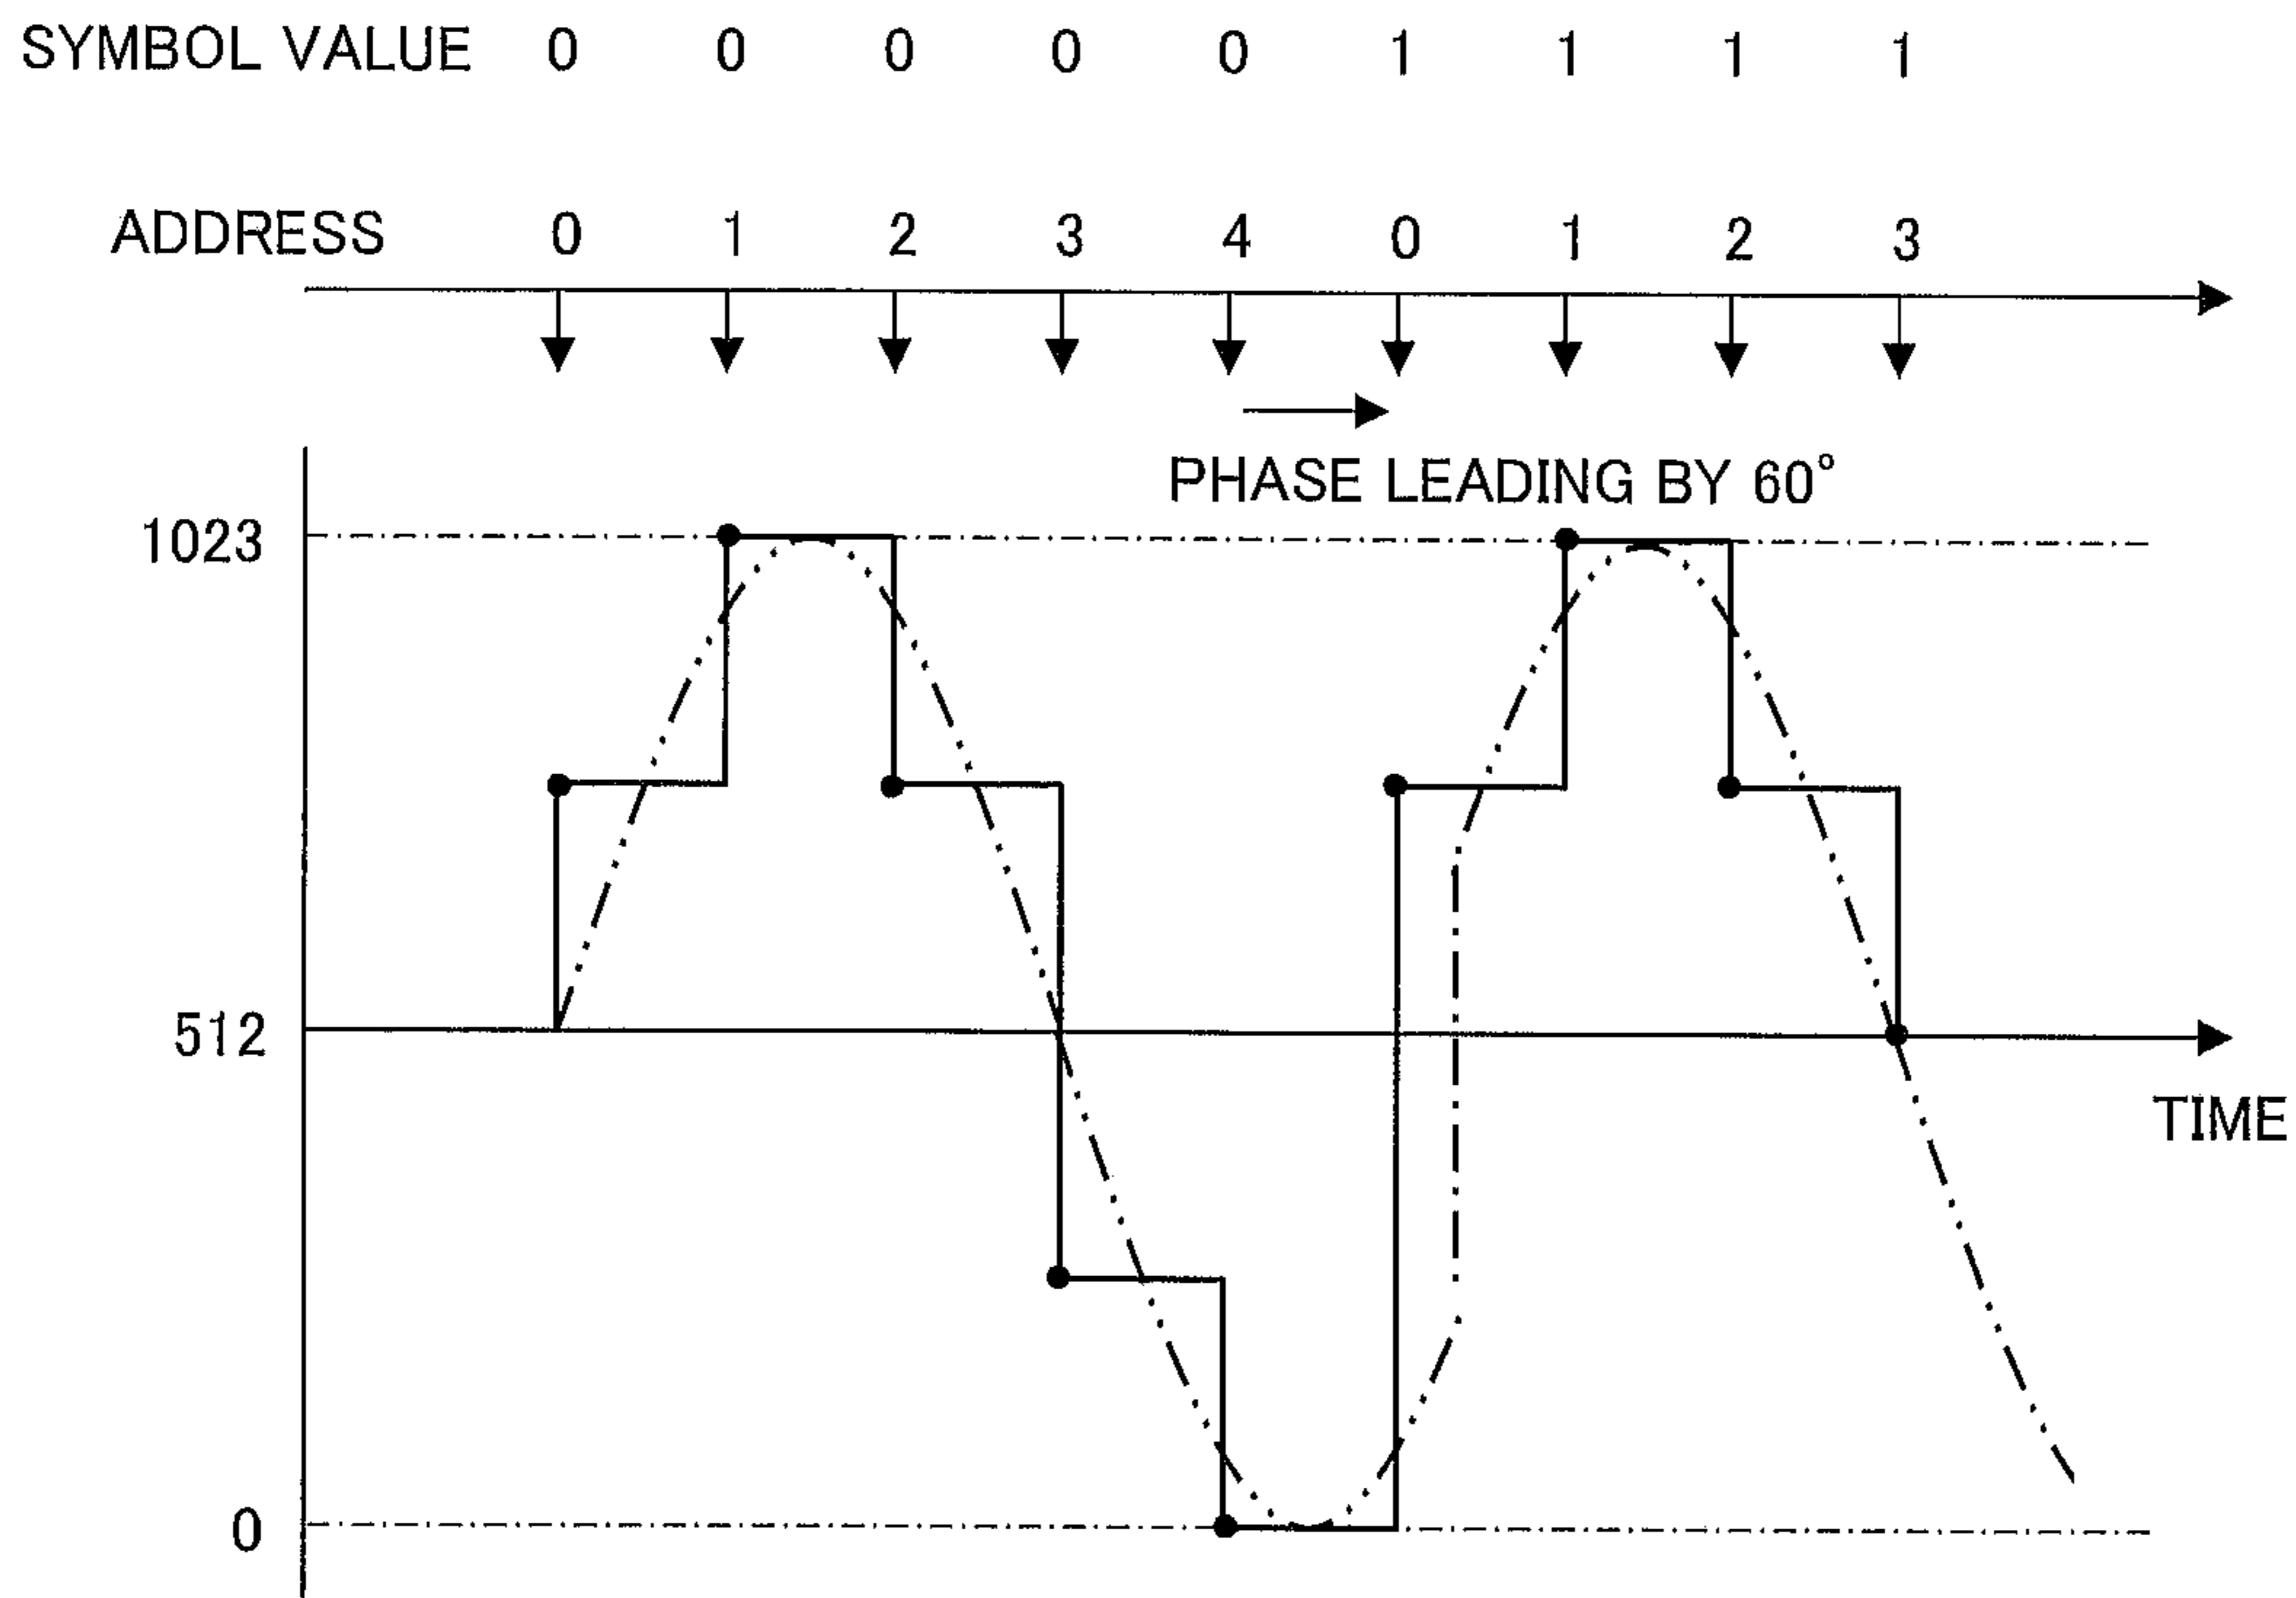 SYMBOL VALUE 0 0 0 0 0 1 1 1 1
ADDRESS 0 1 2 3 4 0 1 2 3
PHASE LEADING BY 60°
1023
512
TIME
0